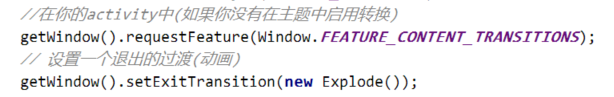 //在你的activity中(如果你没有在主题中启用转换)
getWindow().requestFeature(Window.FEATURE_CONTENT_TRANSITIONS);
// 设置一个退出的过渡(动画)
getWindow().setExitTransition(new Explode());